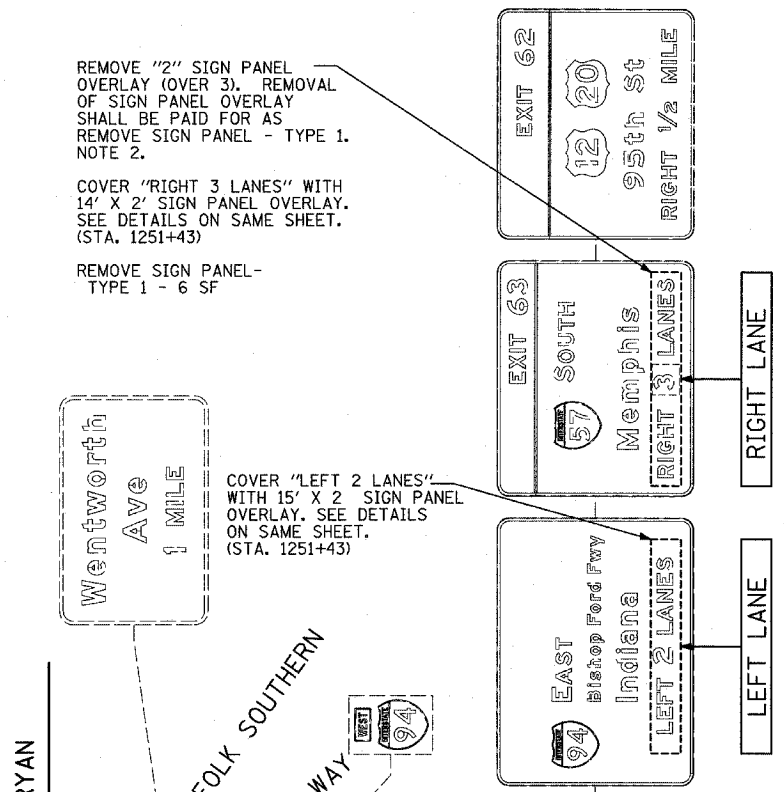 REMOVE "2" SIGN PANEL
OVERLAY (OVER 3). REMOVAL
OF SIGN PANEL OVERLAY
SHALL BE PAID FOR AS
REMOVE SIGN PANEL - TYPE 1.
NOTE 2.
COVER "RIGHT 3 LANES" WITH
14' X 2' SIGN PANEL OVERLAY.
SEE DETAILS ON SAME SHEET.
(STA. 1251+43)
REMOVE SIGN PANEL-
TYPE 1 - 6 SF
EXIT 62
12 20
95th St
RIGHT 1/2 MILE
EXIT 63
INTERSTATE 57 SOUTH
Memphis
RIGHT 3 LANES
RIGHT LANE
Wentworth
Ave
1 MILE
COVER "LEFT 2 LANES"
WITH 15' X 2 SIGN PANEL
OVERLAY. SEE DETAILS
ON SAME SHEET.
(STA. 1251+43)
INTERSTATE 94 EAST
Bishop Ford Fwy
Indiana
LEFT 2 LANES
LEFT LANE
WEST
INTERSTATE
94
RYAN
FOLK SOUTHERN
WAY